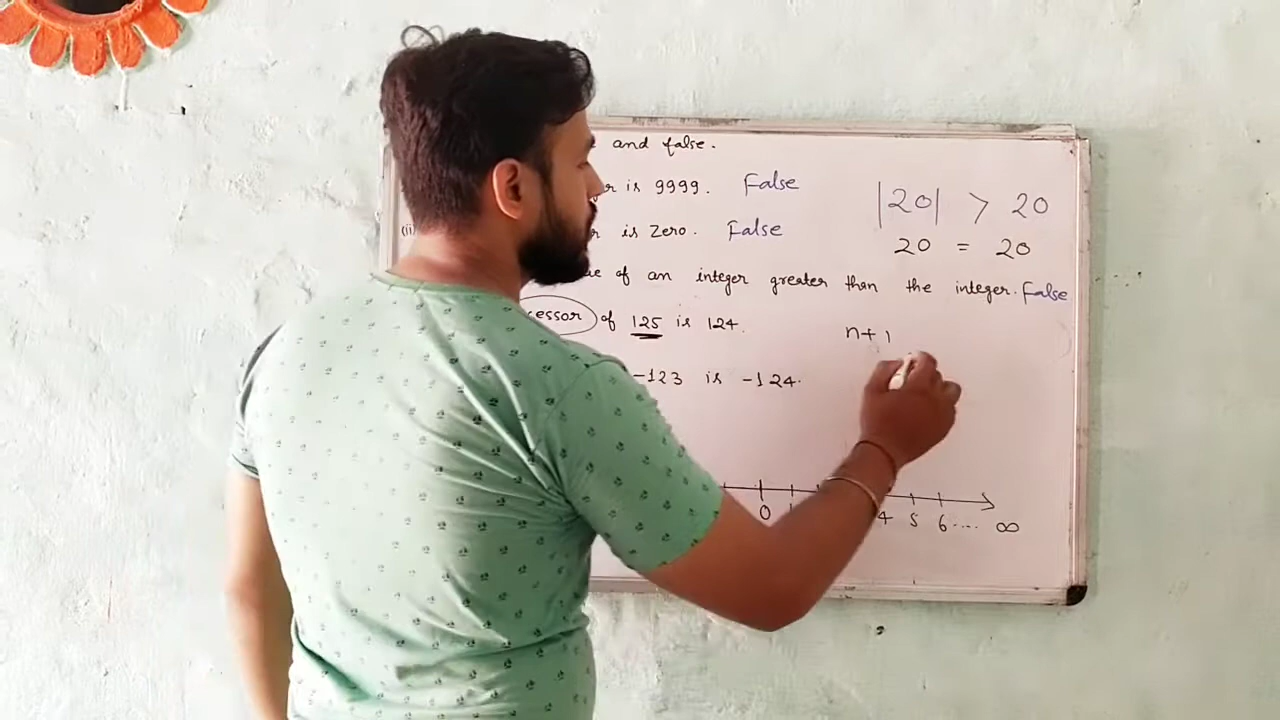 and false.
is 9999. False
(ii) is Zero. False
|20| > 20
20 = 20
of an integer greater than the integer. False
cessor of 125 is 124.
n+1
-123 is -124.
0 4 5 6.... ∞